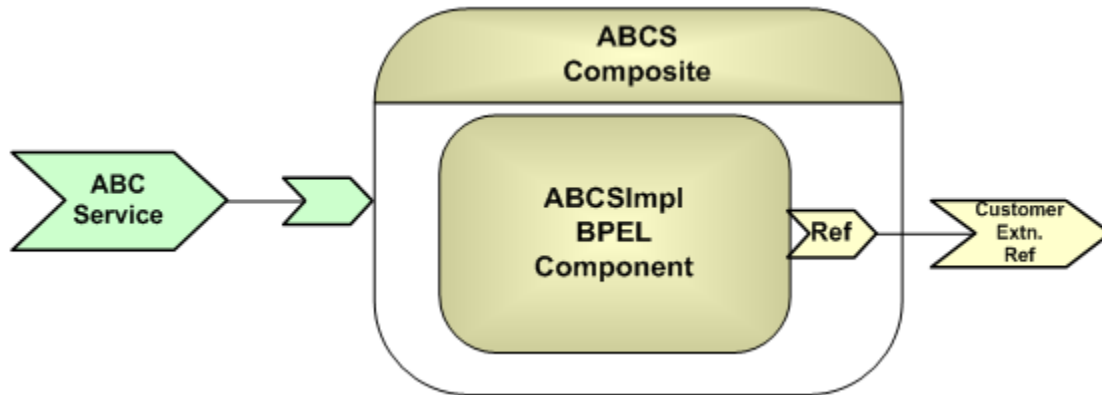 ABCS
Composite
ABC
Service
ABCSImpl
BPEL
Component
Ref
Customer
Extn.
Ref